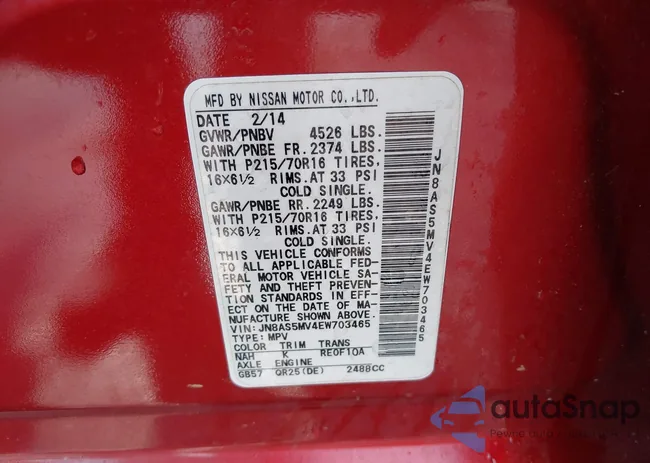 MFD BY NISSAN MOTOR CO.,LTD.
DATE 2/14
GVWR/PNBV 4526 LBS.
GAWR/PNBE FR. 2374 LBS.
WITH P215/70R16 TIRES,
16X6½ RIMS.AT 33 PSI
COLD SINGLE.
GAWR/PNBE RR. 2249 LBS.
WITH P215/70R16 TIRES,
16X6½ RIMS.AT 33 PSI
COLD SINGLE.
THIS VEHICLE CONFORMS
TO ALL APPLICABLE FED-
ERAL MOTOR VEHICLE SA-
FETY AND THEFT PREVEN-
TION STANDARDS IN EFF-
ECT ON THE DATE OF MA-
NUFACTURE SHOWN ABOVE.
VIN: JN8AS5MV4EW703465
TYPE: MPV
COLOR TRIM TRANS
NAH K RE0F10A
AXLE ENGINE
GB57 QR25(DE) 2488CC
JN8AS5MV4EW703465
autoSnap